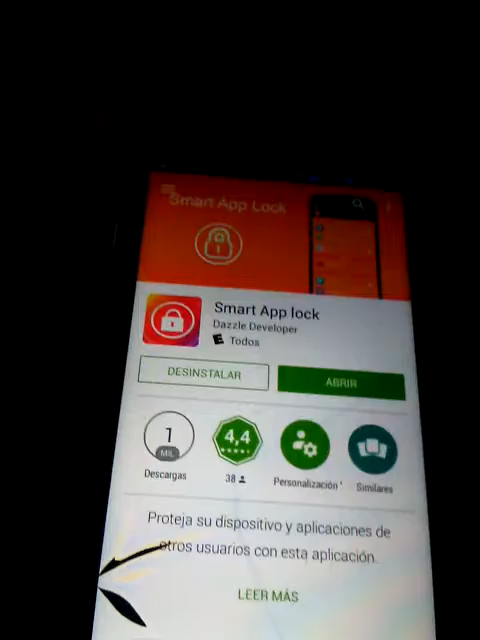 Smart App Lock
Smart App lock
Dazzle Developer
E Todos
DESINSTALAR
ABRIR
1
MIL
4,4
Descargas
38
Personalización
Similares
Proteja su dispositivo y aplicaciones de
otros usuarios con esta aplicación.
LEER MÁS